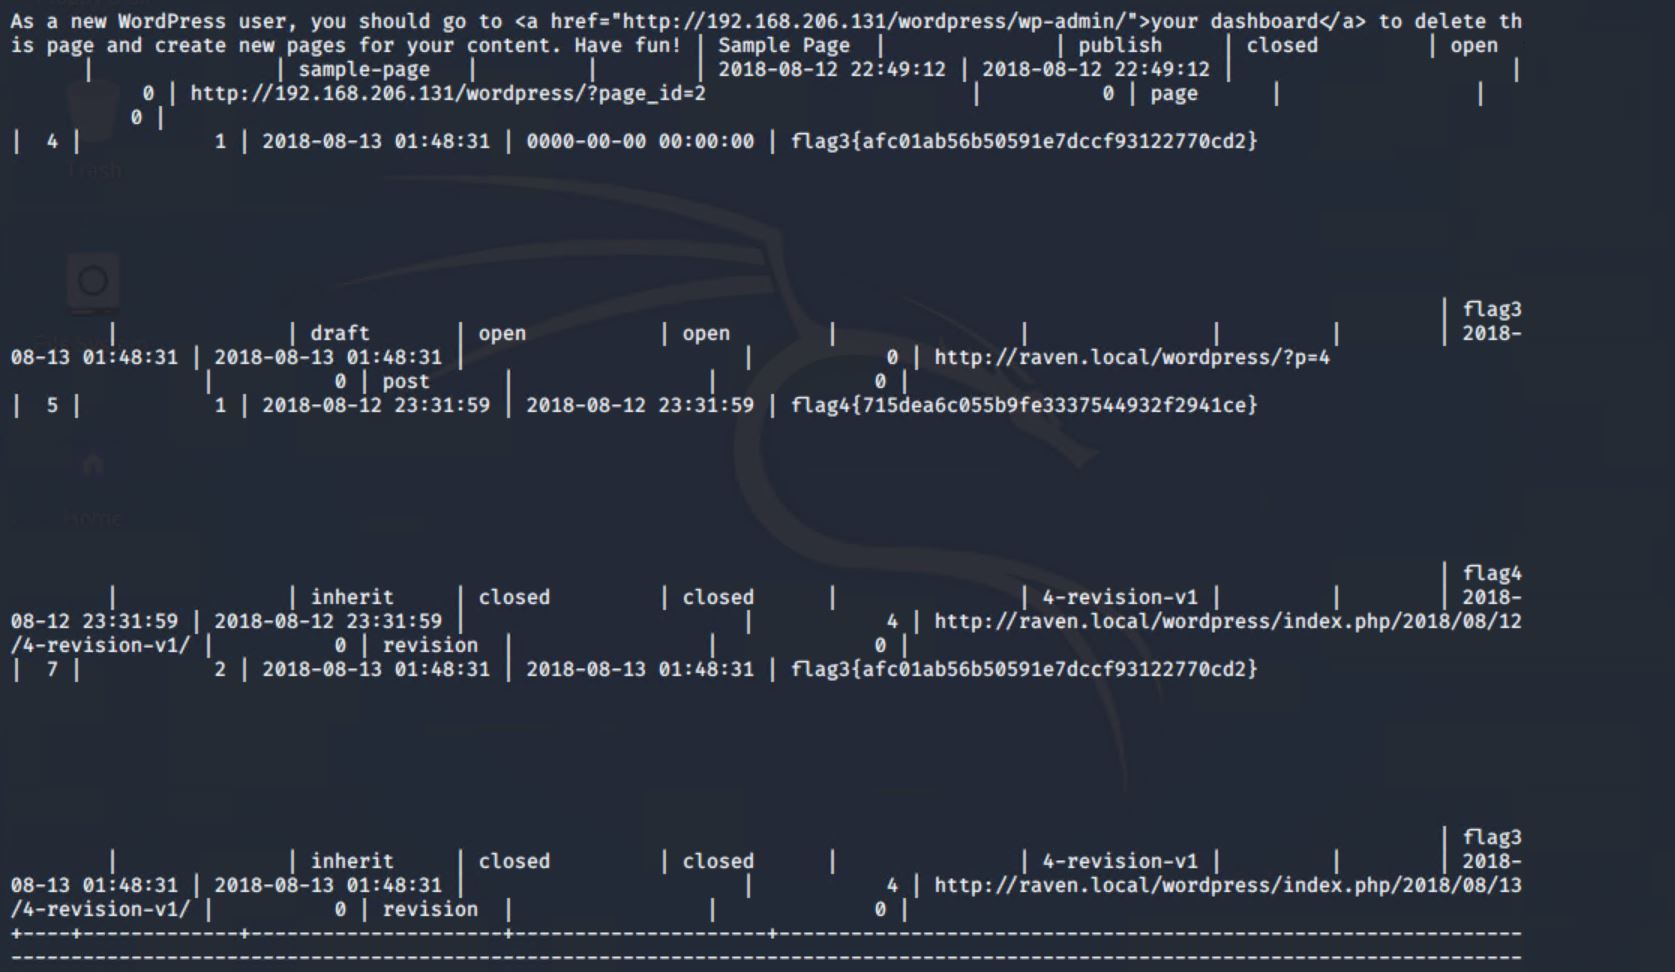 As a new WordPress user, you should go to <a href="http://192.168.206.131/wordpress/wp-admin/">your dashboard</a> to delete th
is page and create new pages for your content. Have fun! | Sample Page | | publish | closed | open
| | sample-page | | | 2018-08-12 22:49:12 | 2018-08-12 22:49:12 | |
0 | http://192.168.206.131/wordpress/?page_id=2 | 0 | page | |
0 |
| 4 | 1 | 2018-08-13 01:48:31 | 0000-00-00 00:00:00 | flag3{afc01ab56b50591e7dccf93122770cd2}
Trash
| flag3
| | draft | open | open | | | | | 2018-
08-13 01:48:31 | 2018-08-13 01:48:31 | | 0 | http://raven.local/wordpress/?p=4
| 0 | post | | 0 |
| 5 | 1 | 2018-08-12 23:31:59 | 2018-08-12 23:31:59 | flag4{715dea6c055b9fe3337544932f2941ce}
Home
| flag4
| | inherit | closed | closed | | 4-revision-v1 | | | 2018-
08-12 23:31:59 | 2018-08-12 23:31:59 | | 4 | http://raven.local/wordpress/index.php/2018/08/12
/4-revision-v1/ | 0 | revision | | 0 |
| 7 | 2 | 2018-08-13 01:48:31 | 2018-08-13 01:48:31 | flag3{afc01ab56b50591e7dccf93122770cd2}
| flag3
| | inherit | closed | closed | | 4-revision-v1 | | | 2018-
08-13 01:48:31 | 2018-08-13 01:48:31 | | 4 | http://raven.local/wordpress/index.php/2018/08/13
/4-revision-v1/ | 0 | revision | | 0 |